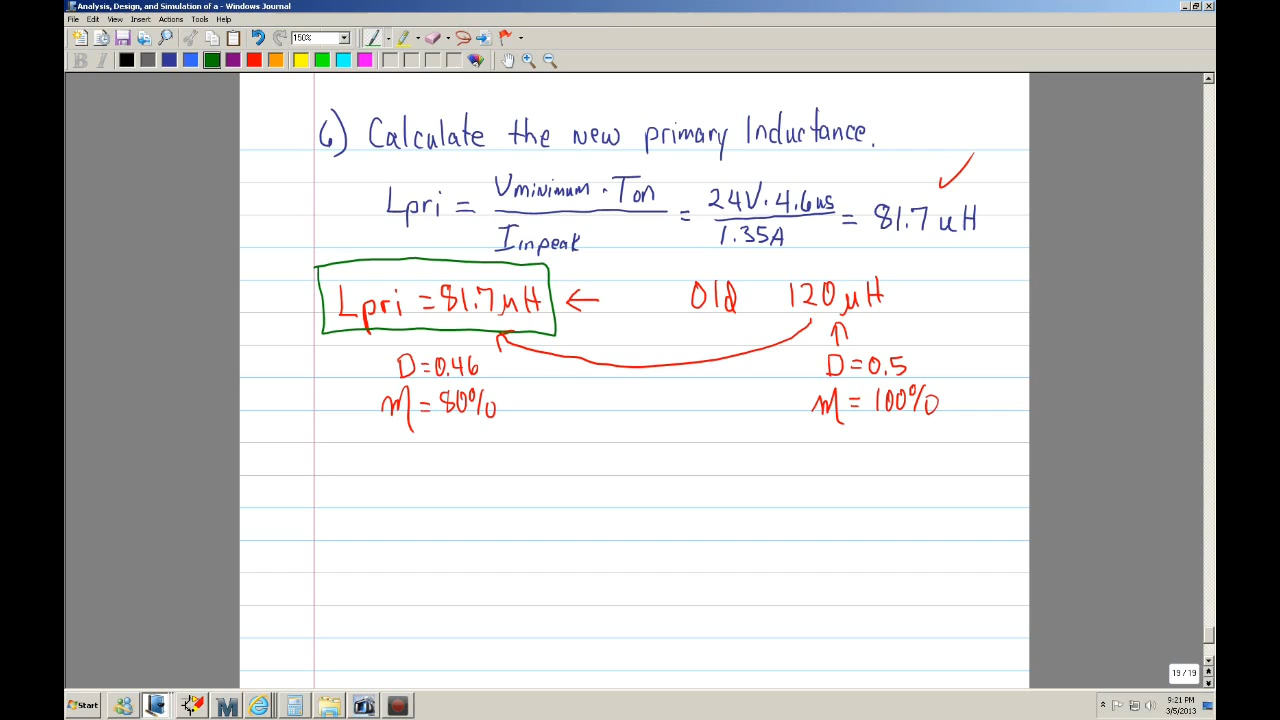 Analysis, Design, and Simulation of a - Windows Journal
File Edit View Insert Actions Tools Help
150%
B I
6) Calculate the new primary Inductance.
Lpri = Vminimum · Ton / Inpeak = 24V · 4.6us / 1.35A = 81.7 uH
Lpri = 81.7 μH ← Old 120 μH
D = 0.46 D = 0.5
η = 80% η = 100%
19 / 19
Start
9:21 PM
3/5/2013